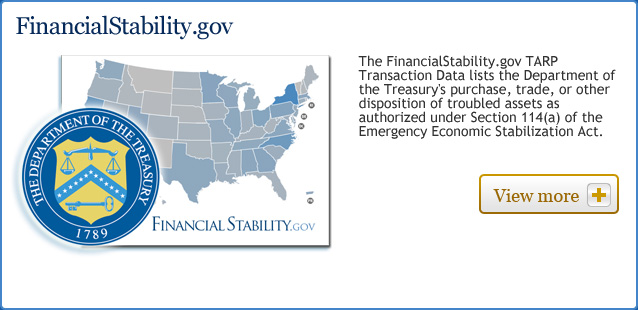 FinancialStability.gov
The FinancialStability.gov TARP
Transaction Data lists the Department of
the Treasury's purchase, trade, or other
disposition of troubled assets as
authorized under Section 114(a) of the
Emergency Economic Stabilization Act.
THE DEPARTMENT OF THE TREASURY
1789
FINANCIAL STABILITY.GOV
View more